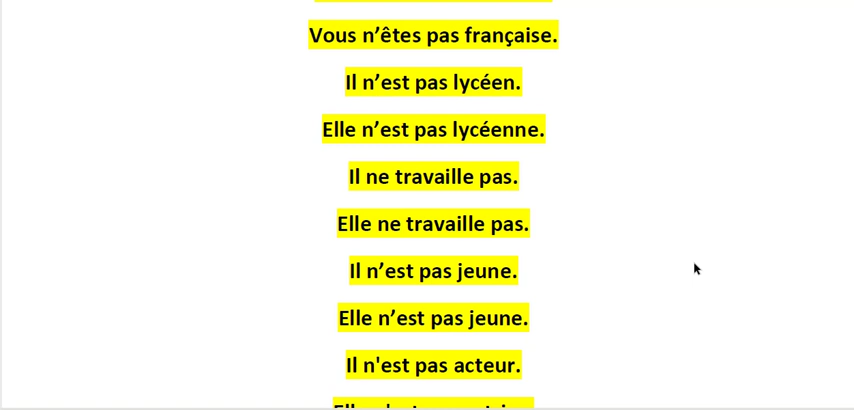 Vous n’êtes pas française.
Il n’est pas lycéen.
Elle n’est pas lycéenne.
Il ne travaille pas.
Elle ne travaille pas.
Il n’est pas jeune.
Elle n’est pas jeune.
Il n'est pas acteur.